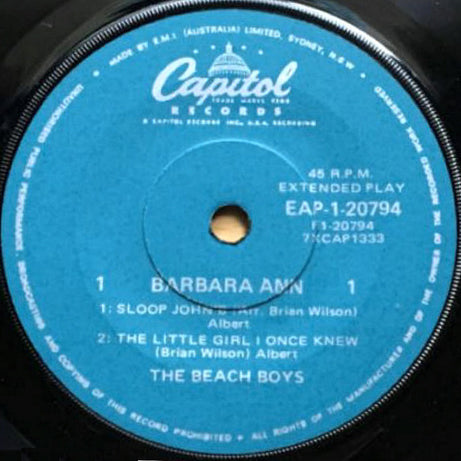 MADE BY E.M.I. (AUSTRALIA) LIMITED, SYDNEY, N.S.W.
Capitol
TRADE MARKS REGD
RECORDS
A CAPITOL RECORDS INC., U.S.A. RECORDING
45 R.P.M.
EXTENDED PLAY
EAP-1-20794
F1-20794
7XCAP1333
1 BARBARA ANN 1
1: SLOOP JOHN B (Arr. Brian Wilson)
Albert
2: THE LITTLE GIRL I ONCE KNEW
(Brian Wilson) Albert
THE BEACH BOYS
UNAUTHORISED PUBLIC PERFORMANCE, BROADCASTING AND COPYING OF THIS RECORD PROHIBITED • ALL RIGHTS OF THE MANUFACTURER AND OF THE OWNER OF THE RECORDED WORK RESERVED